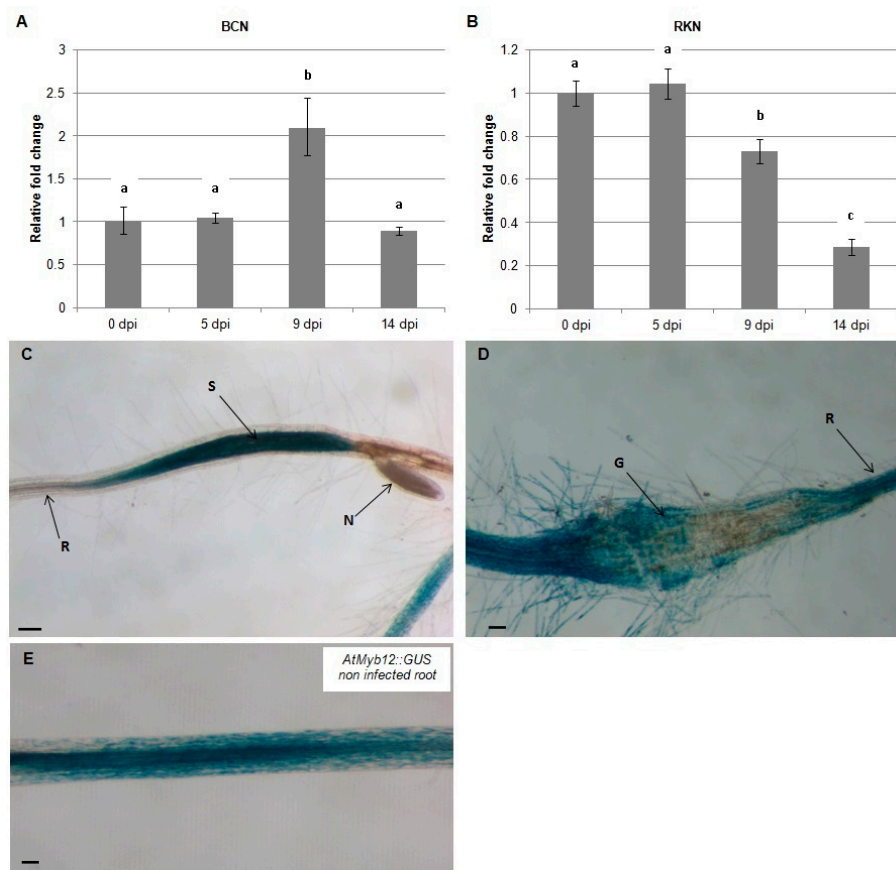 A
BCN
3
2.5
2
1.5
1
0.5
0
Relative fold change
a
a
b
a
0 dpi
5 dpi
9 dpi
14 dpi
B
RKN
1.2
1
0.8
0.6
0.4
0.2
0
Relative fold change
a
a
b
c
0 dpi
5 dpi
9 dpi
14 dpi
C
S
R
N
D
R
G
E
AtMyb12::GUS
non infected root